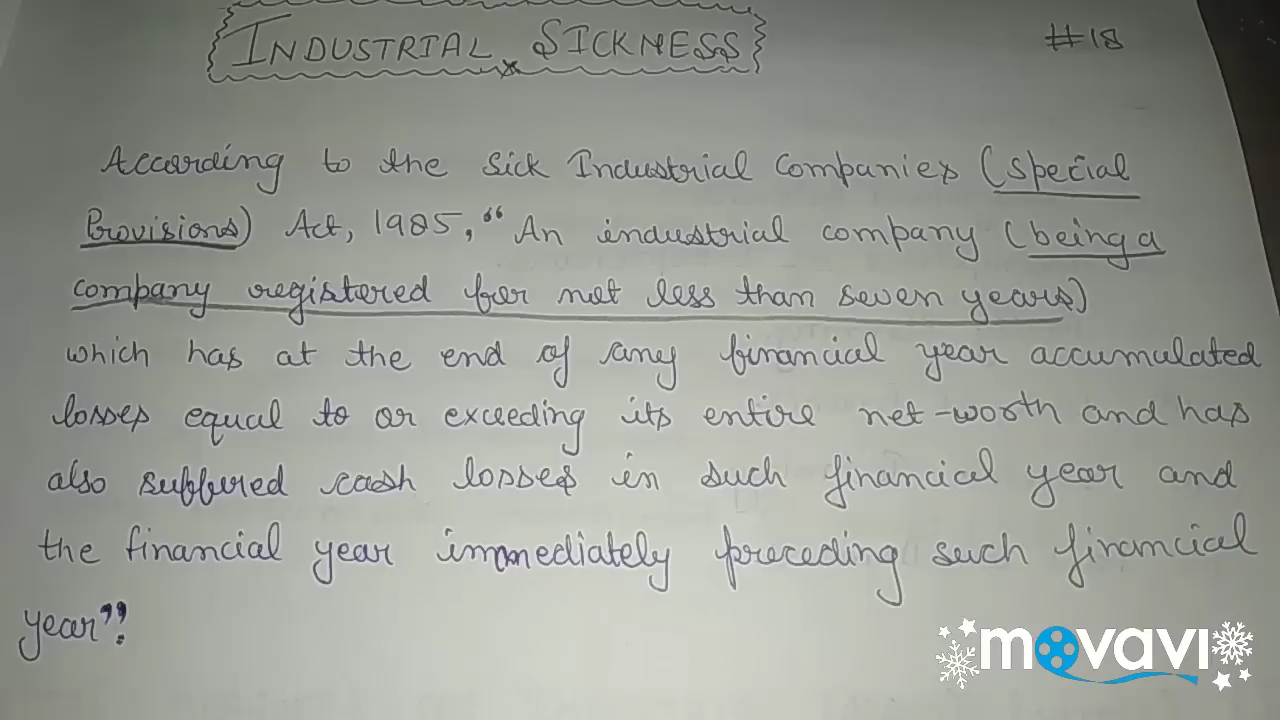 INDUSTRIAL SICKNESS
#18
According to the Sick Industrial Companies (Special
Provisions) Act, 1985, "An industrial company (being a
company registered for not less than seven years)
which has at the end of any financial year accumulated
losses equal to or exceeding its entire net-worth and has
also suffured cash losses in such financial year and
the financial year immediately preceding such financial
year".
movavi